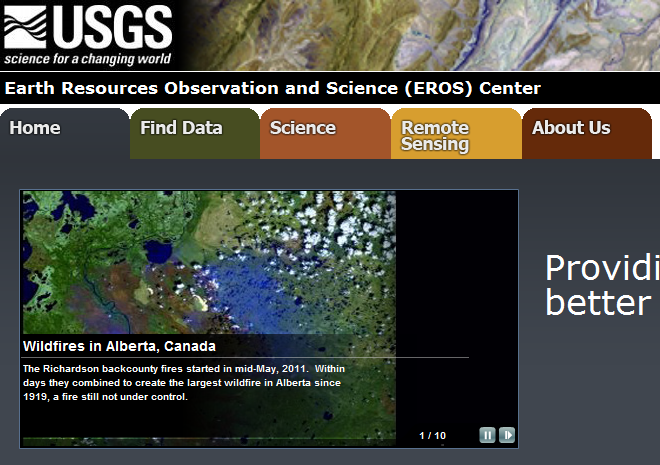 USGS
science for a changing world
Earth Resources Observation and Science (EROS) Center
Home
Find Data
Science
Remote
Sensing
About Us
Providi
better
Wildfires in Alberta, Canada
The Richardson backcounty fires started in mid-May, 2011. Within
days they combined to create the largest wildfire in Alberta since
1919, a fire still not under control.
1 / 10